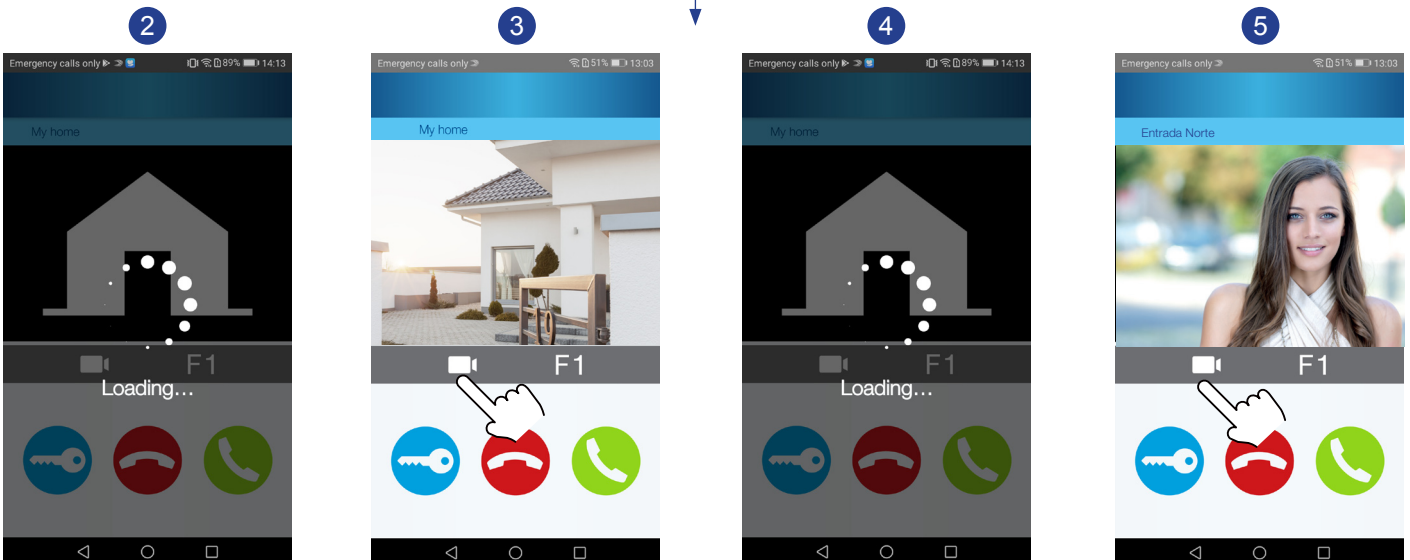 2
Emergency calls only 89% 14:13
My home
F1
Loading...
3
Emergency calls only 51% 13:03
My home
F1
4
Emergency calls only 89% 14:13
My home
F1
Loading...
5
Emergency calls only 51% 13:03
Entrada Norte
F1